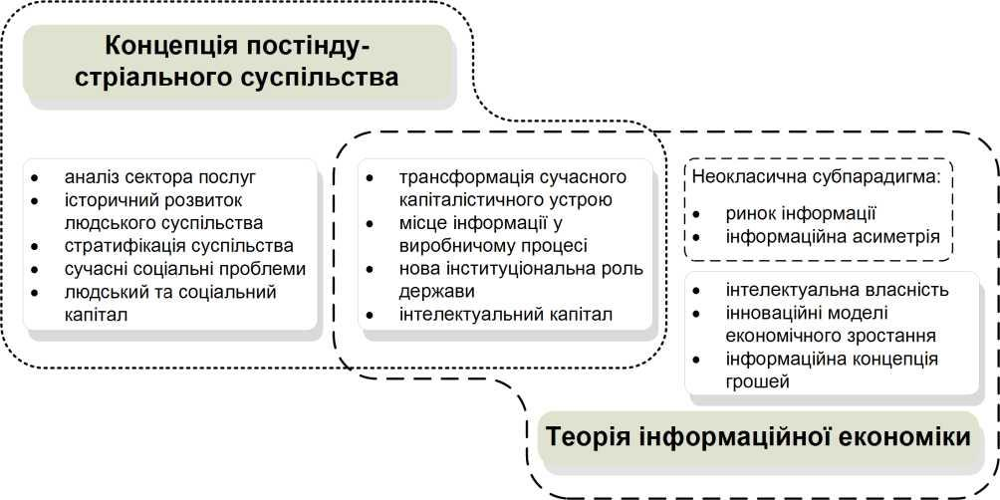 Концепція постінду-
стріального суспільства
• аналіз сектора послуг
• історичний розвиток
людського суспільства
• стратифікація суспільства
• сучасні соціальні проблеми
• людський та соціальний
капітал
• трансформація сучасного
капіталістичного устрою
• місце інформації у
виробничому процесі
• нова інституціональна роль
держави
• інтелектуальний капітал
Неокласична субпарадигма:
• ринок інформації
• інформаційна асиметрія
• інтелектуальна власність
• інноваційні моделі
економічного зростання
• інформаційна концепція
грошей
Теорія інформаційної економіки